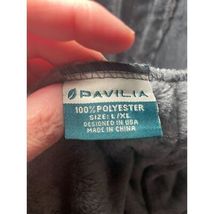 PAVILIA
100% POLYESTER
SIZE: L/XL
DESIGNED IN USA
MADE IN CHINA